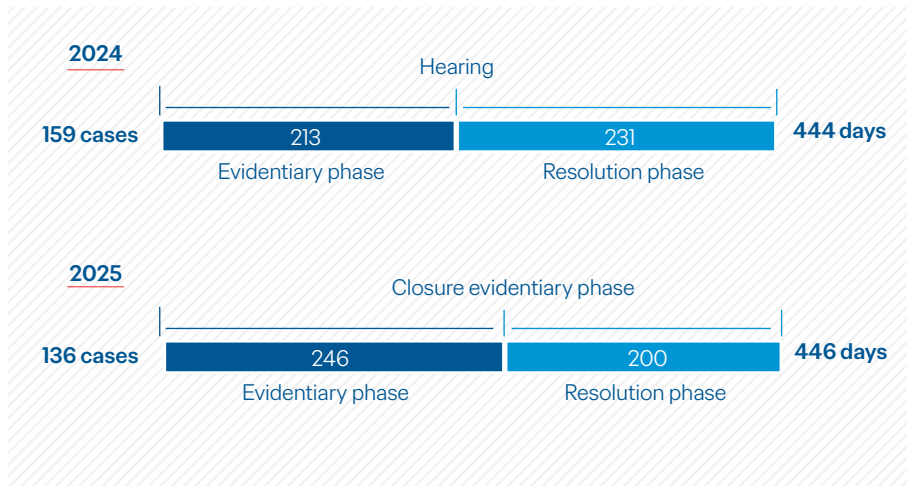 2024
Hearing
159 cases
213
231
444 days
Evidentiary phase
Resolution phase
2025
Closure evidentiary phase
136 cases
246
200
446 days
Evidentiary phase
Resolution phase